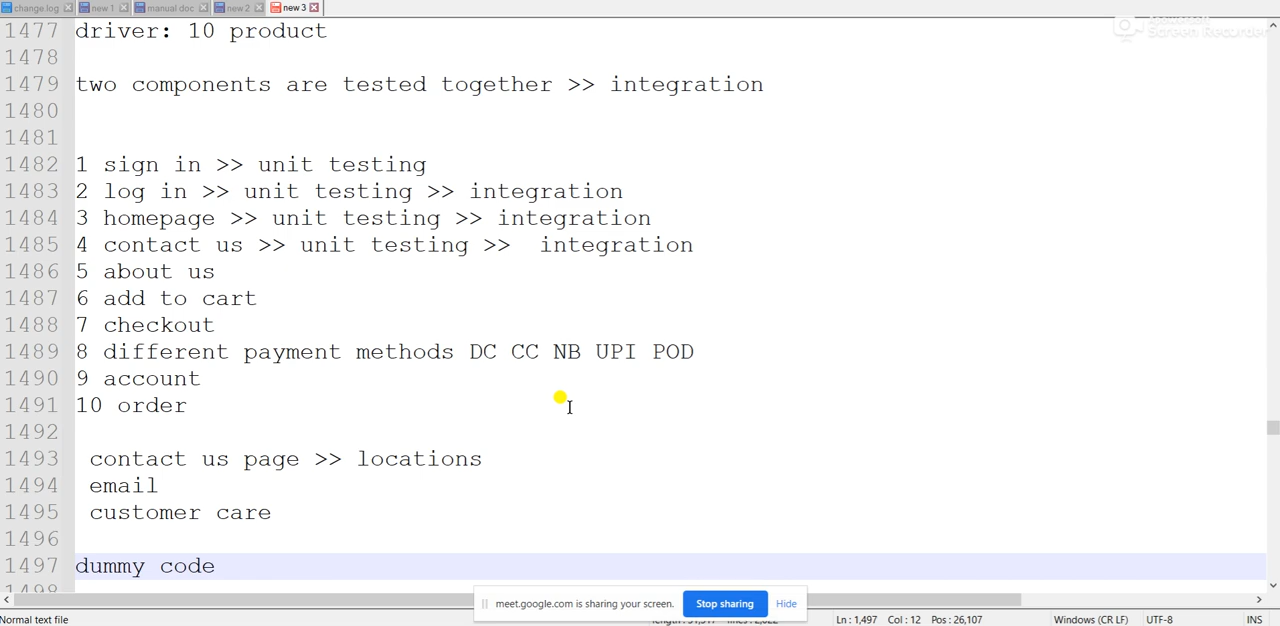 change.log
new 1
manual doc
new 2
new 3
1477 driver: 10 product
1478
1479 two components are tested together >> integration
1480
1481
1482 1 sign in >> unit testing
1483 2 log in >> unit testing >> integration
1484 3 homepage >> unit testing >> integration
1485 4 contact us >> unit testing >>  integration
1486 5 about us
1487 6 add to cart
1488 7 checkout
1489 8 different payment methods DC CC NB UPI POD
1490 9 account
1491 10 order
1492
1493 contact us page >> locations
1494 email
1495 customer care
1496
1497 dummy code
Screen Recorder
meet.google.com is sharing your screen.
Stop sharing
Hide
Normal text file
Ln : 1,497 Col : 12 Pos : 26,107
Windows (CR LF)
UTF-8
INS